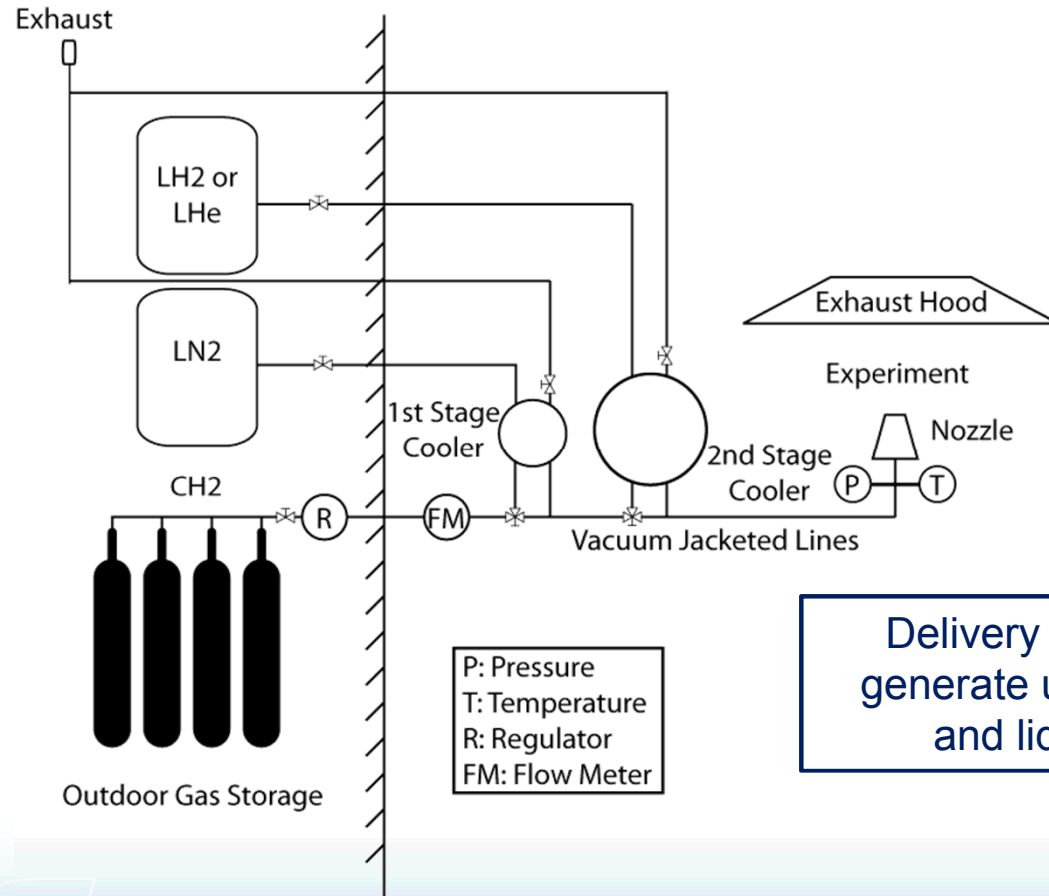 Exhaust
LH2 or
LHe
LN2
Exhaust Hood
Experiment
Nozzle
1st Stage
Cooler
2nd Stage
Cooler
P
T
CH2
R
FM
Vacuum Jacketed Lines
P: Pressure
T: Temperature
R: Regulator
FM: Flow Meter
Outdoor Gas Storage
Delivery
generate
and